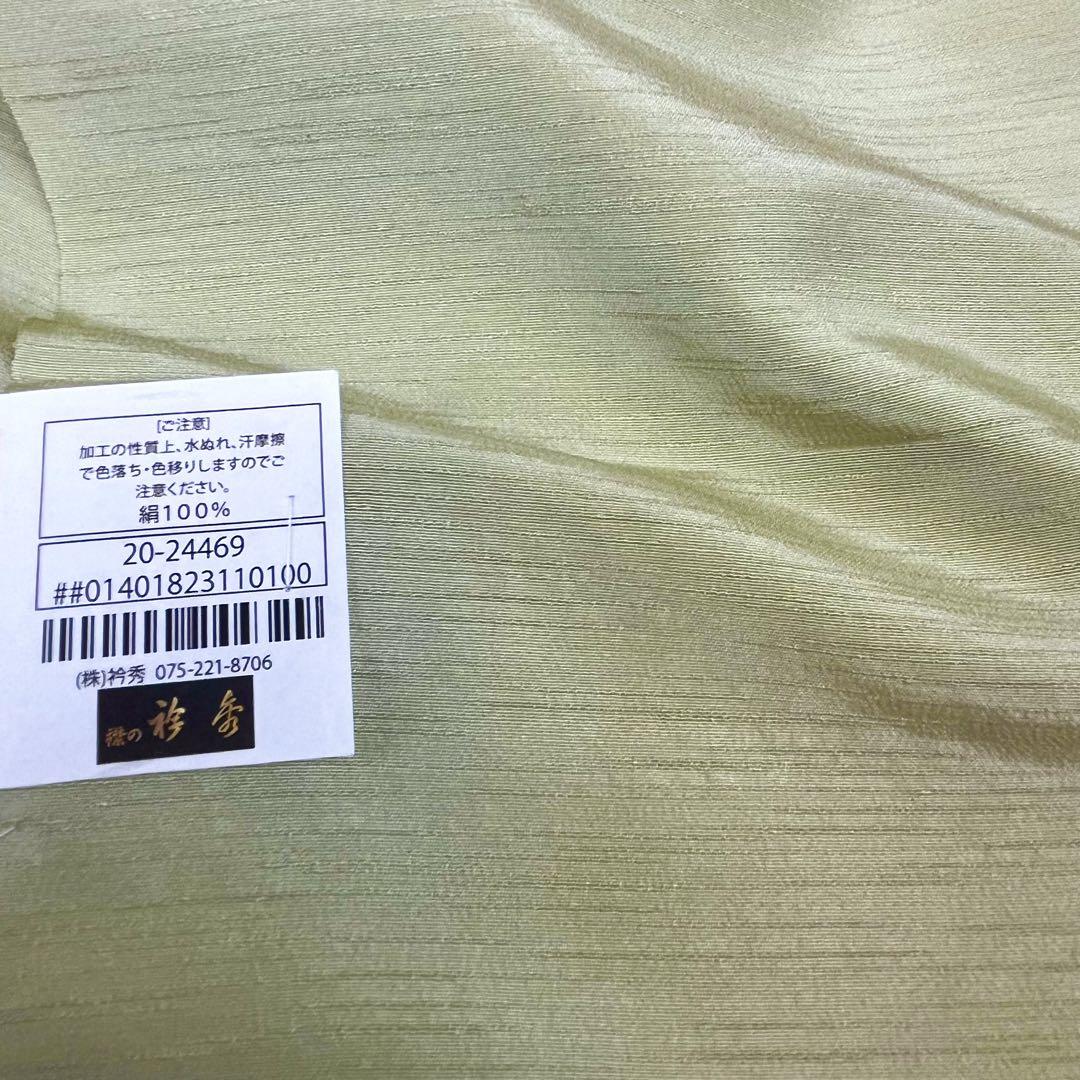 [ご注意]
加工の性質上、水ぬれ、汗摩擦
で色落ち・色移りしますのでご
注意ください。
絹100%
20-24469
##01401823110100
(株)衿秀 075-221-8706
襟の 衿秀